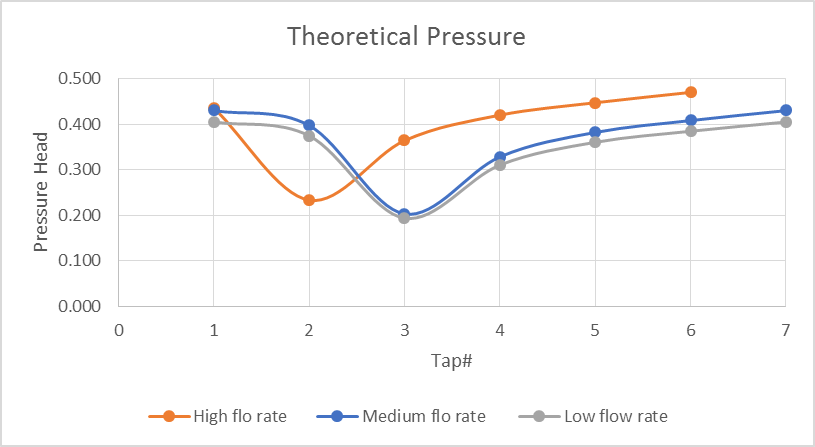 Theoretical Pressure
0.500
0.400
0.300
0.200
0.100
0.000
Pressure Head
0 1 2 3 4 5 6 7
Tap#
High flo rate Medium flo rate Low flow rate